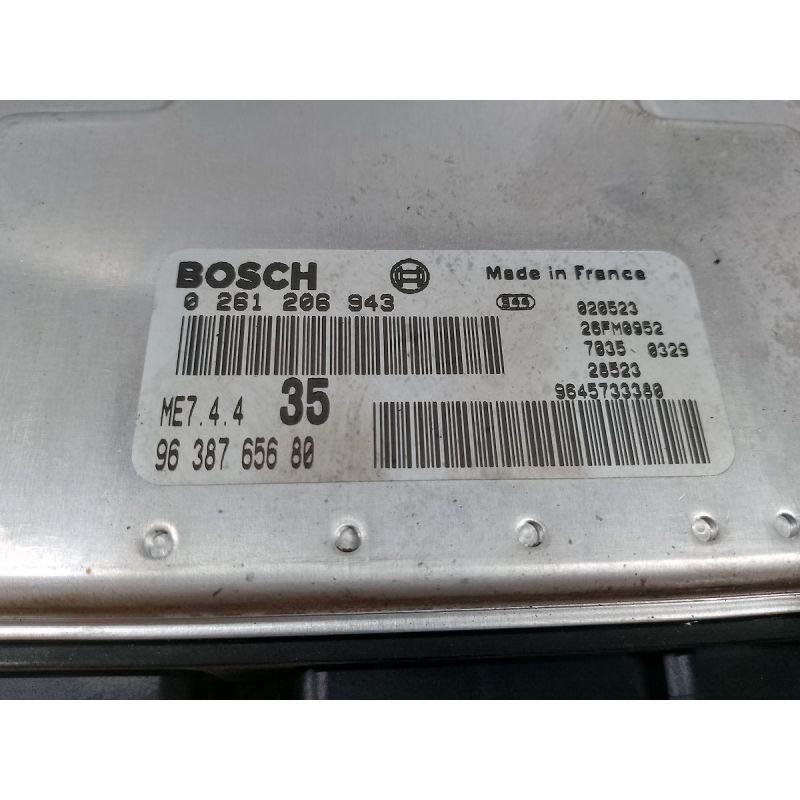 BOSCH
Made in France
0 261 206 943
944
020523
26FM0952
7035 0329
28523
9645733380
ME7.4.4
35
96 387 656 80